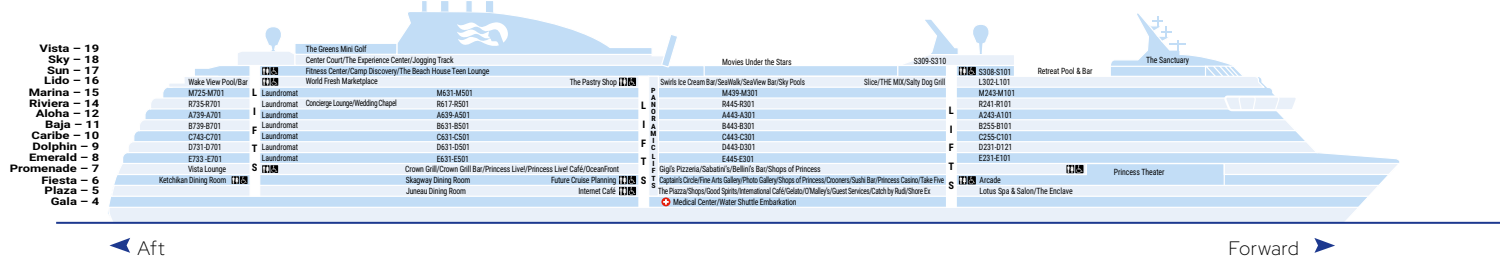 Vista – 19 The Greens Mini Golf
Sky – 18 Center Court/The Experience Center/Jogging Track Movies Under the Stars S309-S310 The Sanctuary
Sun – 17 Fitness Center/Camp Discovery/The Beach House Teen Lounge S308-S101 Retreat Pool & Bar
Lido – 16 Wake View Pool/Bar World Fresh Marketplace The Pastry Shop Swirls Ice Cream Bar/SeaWalk/SeaView Bar/Sky Pools Slice/THE MIX/Salty Dog Grill L302-L101
Marina – 15 M725-M701 Laundromat M631-M501 M439-M301 M243-M101
Riviera – 14 R735-R701 Laundromat Concierge Lounge/Wedding Chapel R617-R501 R445-R301 R241-R101
Aloha – 12 A739-A701 Laundromat A639-A501 A443-A301 A243-A101
Baja – 11 B739-B701 Laundromat B631-B501 B443-B301 B255-B101
Caribe – 10 C743-C701 Laundromat C631-C501 C443-C301 C255-C101
Dolphin – 9 D731-D701 Laundromat D631-D501 D443-D301 D231-D121
Emerald – 8 E733 -E701 Laundromat E631-E501 E445-E301 E231-E101
Promenade – 7 Vista Lounge Crown Grill/Crown Grill Bar/Princess Live!/Princess Live! Café/OceanFront Gigi's Pizzeria/Sabatini's/Bellini's Bar/Shops of Princess Princess Theater
Fiesta – 6 Ketchikan Dining Room Skagway Dining Room Future Cruise Planning Captain's Circle/Fine Arts Gallery/Photo Gallery/Shops of Princess/Crooners/Sushi Bar/Princess Casino/Take Five Arcade
Plaza – 5 Juneau Dining Room Internet Café The Piazza/Shops/Good Spirits/International Café/Gelato/O'Malley's/Guest Services/Catch by Rudi/Shore Ex Lotus Spa & Salon/The Enclave
Gala – 4 Medical Center/Water Shuttle Embarkation
LIFTS
LIFTS
PANORAMIC LIFTS
LIFTS
Aft Forward